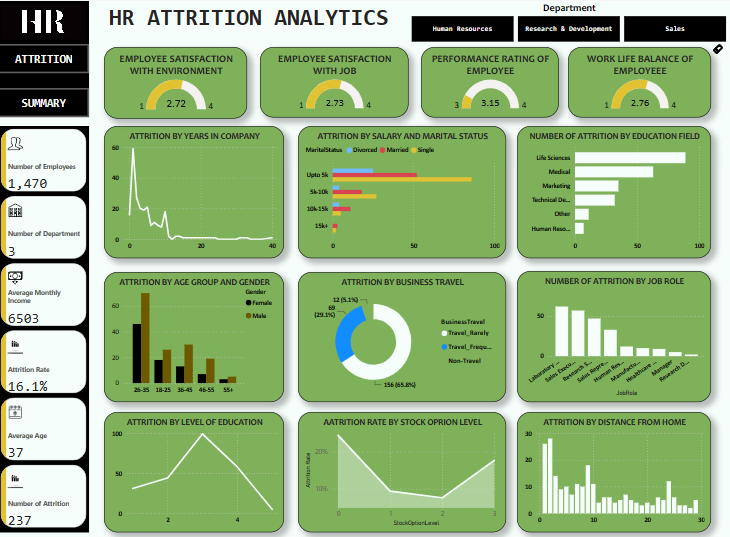 HR
HR ATTRITION ANALYTICS
Department
Human Resources
Research & Development
Sales
ATTRITION
SUMMARY
EMPLOYEE SATISFACTION
WITH ENVIRONMENT
1
2.72
4
EMPLOYEE SATISFACTION
WITH JOB
1
2.73
4
PERFORMANCE RATING OF
EMPLOYEE
3
3.15
4
WORK LIFE BALANCE OF
EMPLOYEEE
1
2.76
4
Number of Employees
1,470
Number of Department
3
Average Monthly
Income
6503
Attrition Rate
16.1%
Average Age
37
Number of Attrition
237
ATTRITION BY YEARS IN COMPANY
60
40
20
0
0 20 40
ATTRITION BY SALARY AND MARITAL STATUS
MaritelStatus Divorced Married Single
Upto 5k
5k-10k
10k-15k
15k+
0 50 100
NUMBER OF ATTRITION BY EDUCATION FIELD
Life Sciences
Medical
Marketing
Technical De...
Other
Human Reso...
0 50 100
ATTRITION BY AGE GROUP AND GENDER
Gender
Female
Male
60
40
20
0
26-35 18-25 36-45 46-55 55+
ATTRITION BY BUSINESS TRAVEL
12 (5.1%)
69
(29.1%)
156 (65.8%)
BusinessTravel
Travel_Rarely
Travel_Frequ...
Non-Travel
NUMBER OF ATTRITION BY JOB ROLE
50
0
Laboratory ...
Sales Execu...
Research S...
Sales Repre...
Human Res...
Manufactu...
Healthcare ...
Manager
Research D...
JobRole
ATTRITION BY LEVEL OF EDUCATION
100
50
0
2 4
AATRITION RATE BY STOCK OPRION LEVEL
Attrition Rate
20%
10%
0 1 2 3
StockOptionLevel
ATTRITION BY DISTANCE FROM HOME
30
20
10
0
0 10 20 30